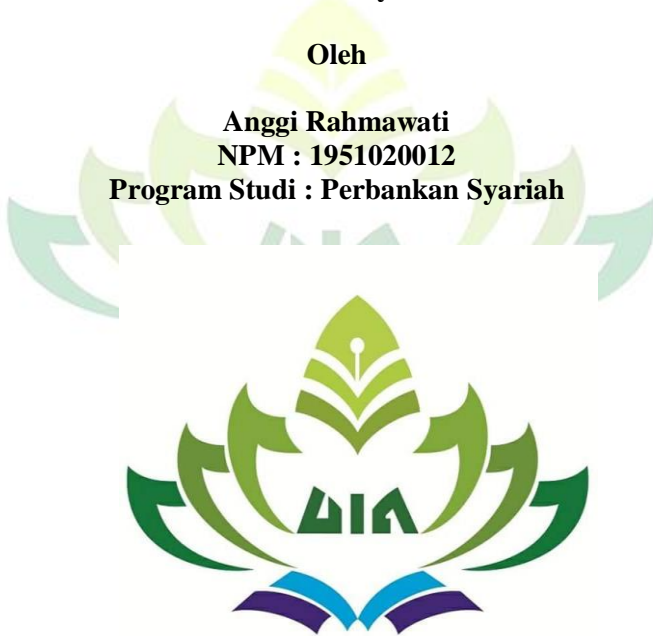 Oleh
Anggi Rahmawati
NPM : 1951020012
Program Studi : Perbankan Syariah
UIN